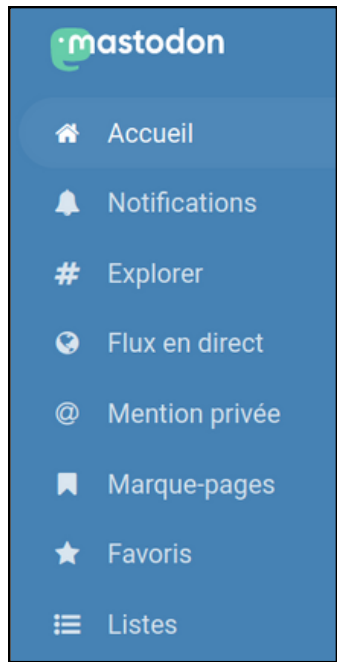 mastodon
Accueil
Notifications
# Explorer
Flux en direct
@ Mention privée
Marque-pages
Favoris
Listes